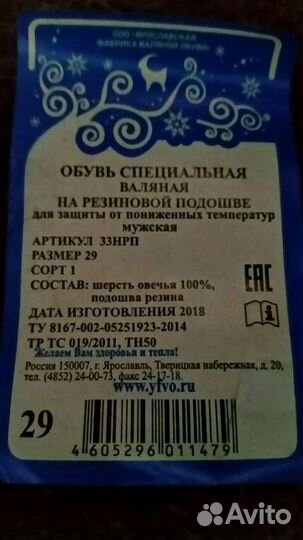 ООО «ЯРОСЛАВСКАЯ
ФАБРИКА ВАЛЯНОЙ ОБУВИ»
ОБУВЬ СПЕЦИАЛЬНАЯ
ВАЛЯНАЯ
НА РЕЗИНОВОЙ ПОДОШВЕ
для защиты от пониженных температур
мужская
АРТИКУЛ 33НРП
РАЗМЕР 29
СОРТ 1
СОСТАВ: шерсть овечья 100%,
подошва резина
ДАТА ИЗГОТОВЛЕНИЯ 2018
ТУ 8167-002-05251923-2014
ТР ТС 019/2011, ТН50
EAC
Желаем Вам здоровья и тепла!
Россия 150007, г. Ярославль, Тверицкая набережная, д. 20,
тел. (4852) 24-00-73, факс 24-17-18.
www.yfvo.ru
29
4 605296 011479
Avito